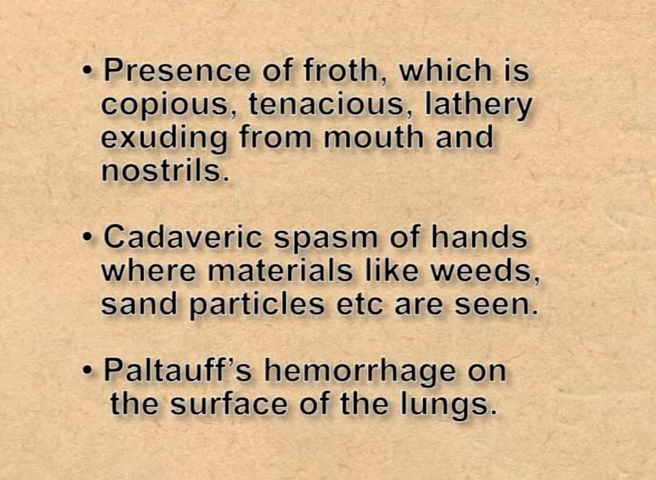 • Presence of froth, which is
copious, tenacious, lathery
exuding from mouth and
nostrils.
• Cadaveric spasm of hands
where materials like weeds,
sand particles etc are seen.
• Paltauff’s hemorrhage on
the surface of the lungs.